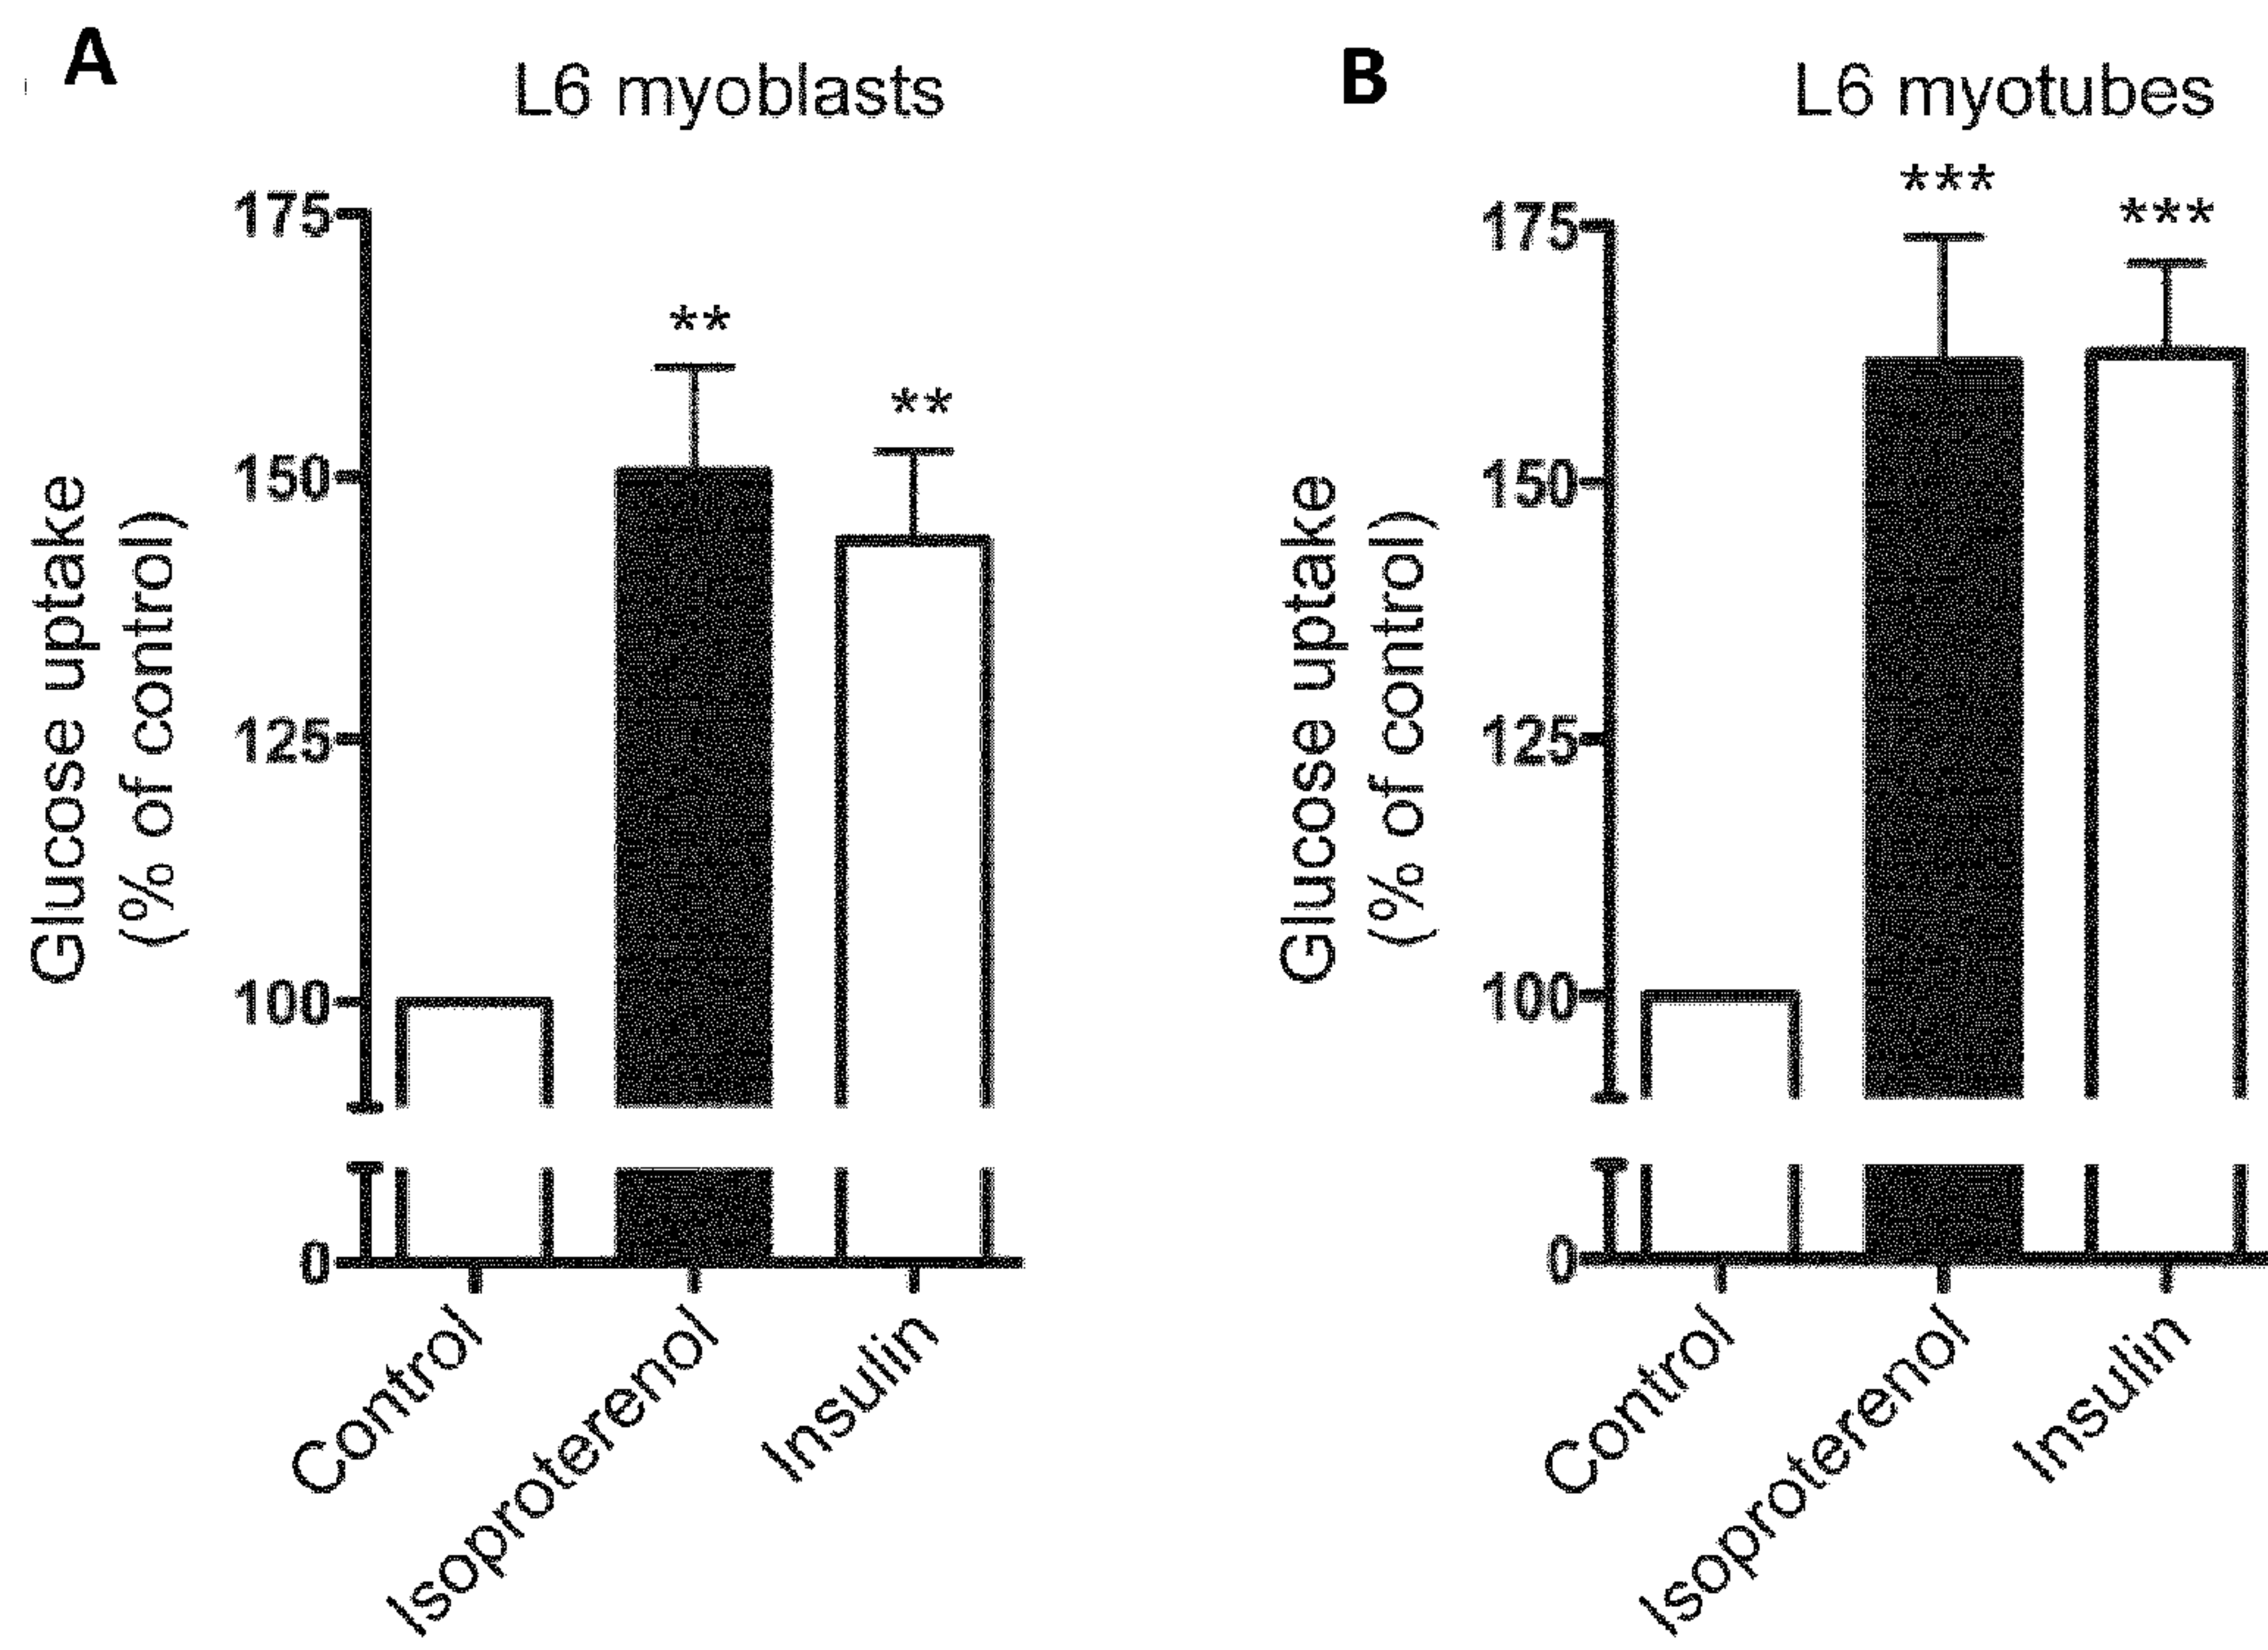 A
L6 myoblasts
Glucose uptake
(% of control)
175
150
125
100
0
**
**
Control
Isoproterenol
Insulin
B
L6 myotubes
Glucose uptake
(% of control)
175
150
125
100
0
***
***
Control
Isoproterenol
Insulin